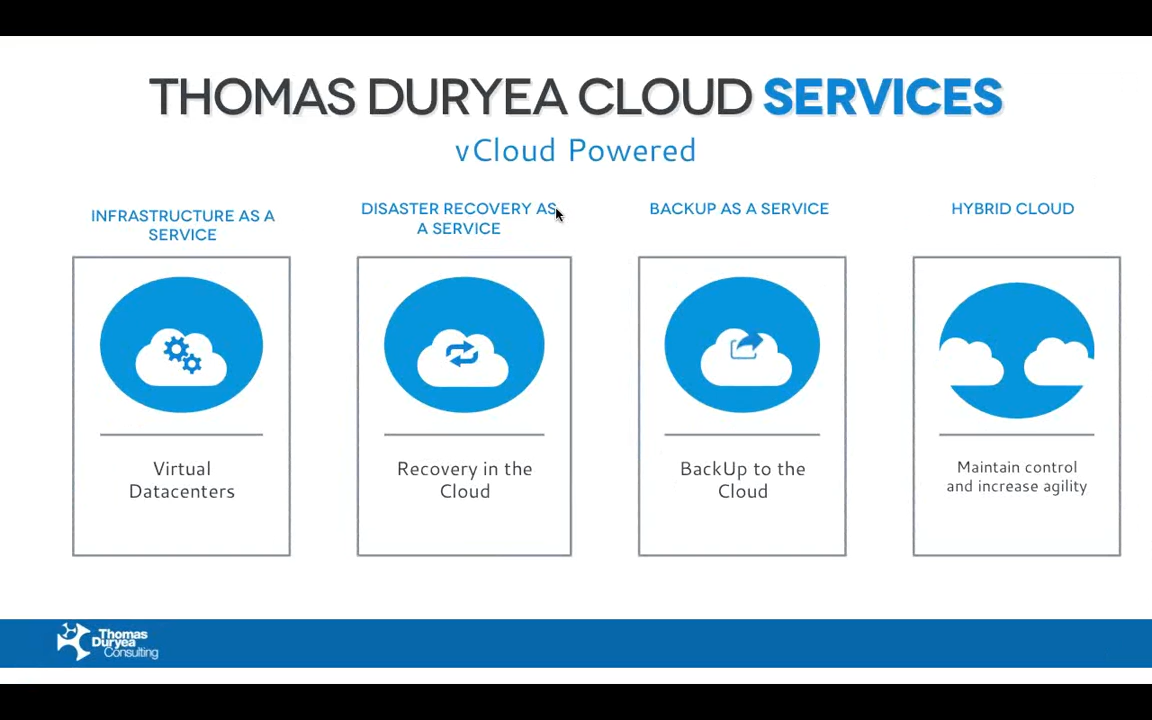 THOMAS DURYEA CLOUD SERVICES
vCloud Powered
INFRASTRUCTURE AS A
SERVICE
Virtual
Datacenters
DISASTER RECOVERY AS
A SERVICE
Recovery in the
Cloud
BACKUP AS A SERVICE
BackUp to the
Cloud
HYBRID CLOUD
Maintain control
and increase agility
Thomas
Duryea
Consulting